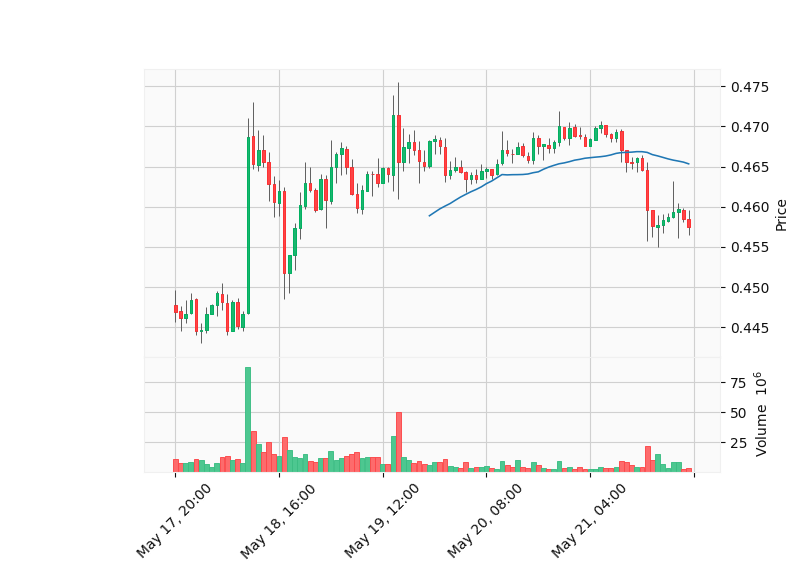 0.475
0.470
0.465
0.460
0.455
0.450
0.445
Price
75
50
25
Volume 10^6
May 17, 20:00
May 18, 16:00
May 19, 12:00
May 20, 08:00
May 21, 04:00